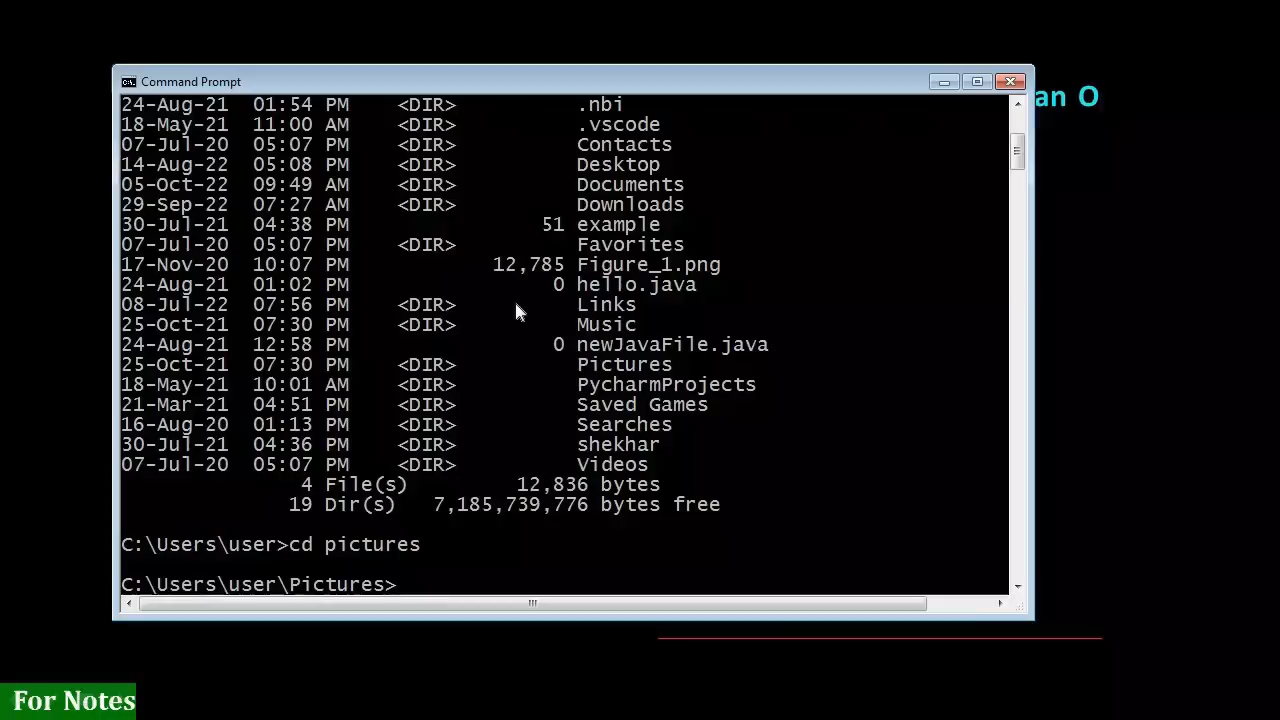 Command Prompt
an O
24-Aug-21 01:54 PM <DIR> .nbi
18-May-21 11:00 AM <DIR> .vscode
07-Jul-20 05:07 PM <DIR> Contacts
14-Aug-22 05:08 PM <DIR> Desktop
05-Oct-22 09:49 AM <DIR> Documents
29-Sep-22 07:27 AM <DIR> Downloads
30-Jul-21 04:38 PM 51 example
07-Jul-20 05:07 PM <DIR> Favorites
17-Nov-20 10:07 PM 12,785 Figure_1.png
24-Aug-21 01:02 PM 0 hello.java
08-Jul-22 07:56 PM <DIR> Links
25-Oct-21 07:30 PM <DIR> Music
24-Aug-21 12:58 PM 0 newJavaFile.java
25-Oct-21 07:30 PM <DIR> Pictures
18-May-21 10:01 AM <DIR> PycharmProjects
21-Mar-21 04:51 PM <DIR> Saved Games
16-Aug-20 01:13 PM <DIR> Searches
30-Jul-21 04:36 PM <DIR> shekhar
07-Jul-20 05:07 PM <DIR> Videos
4 File(s) 12,836 bytes
19 Dir(s) 7,185,739,776 bytes free
C:\Users\user>cd pictures
C:\Users\user\Pictures>
For Notes